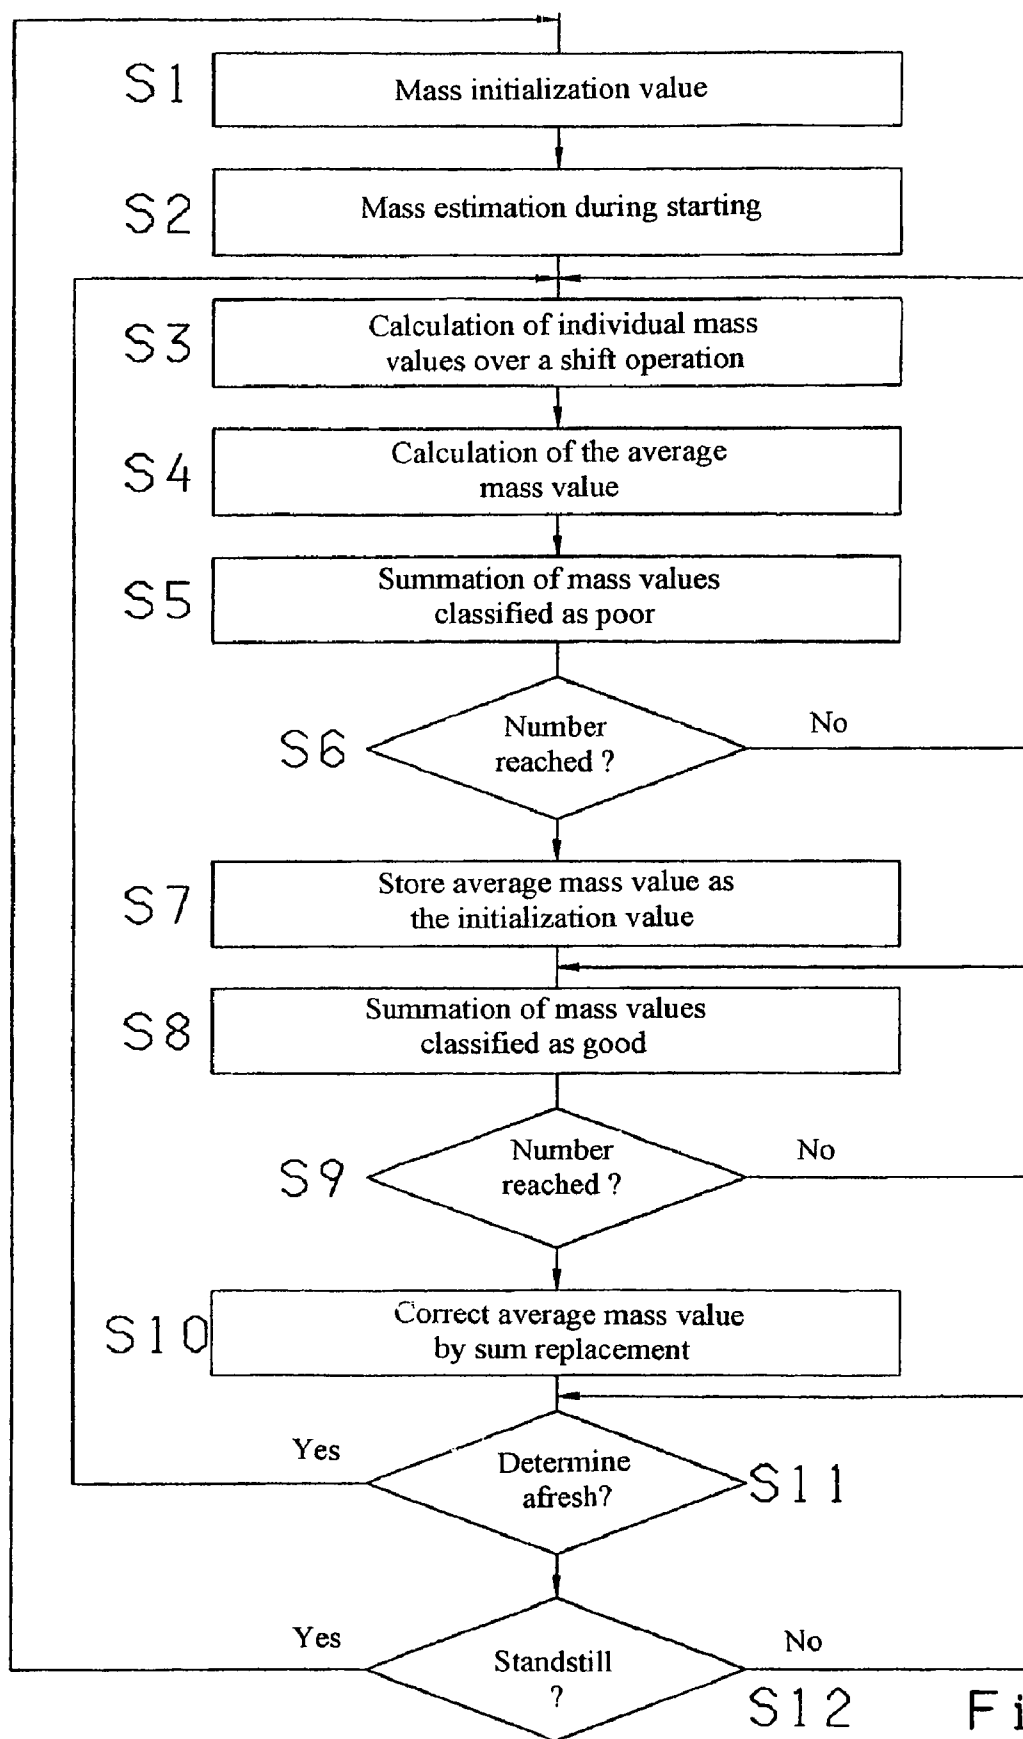 S1
Mass initialization value
S2
Mass estimation during starting
S3
Calculation of individual mass
values over a shift operation
S4
Calculation of the average
mass value
S5
Summation of mass values
classified as poor
S6
Number
reached ?
No
S7
Store average mass value as
the initialization value
S8
Summation of mass values
classified as good
S9
Number
reached ?
No
S10
Correct average mass value
by sum replacement
Yes
Determine
afresh?
S11
Yes
Standstill
?
No
S12
Fi